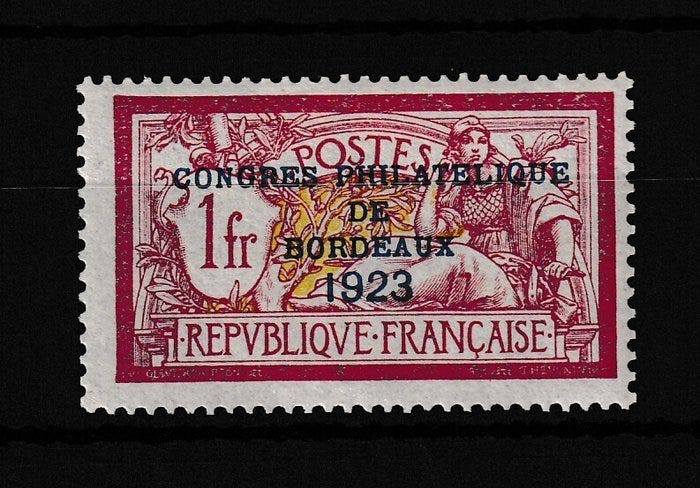 POSTES
CONGRES PHILATELIQUE
DE
BORDEAUX
1923
1fr
·REPVBLIQVE·FRANÇAISE·